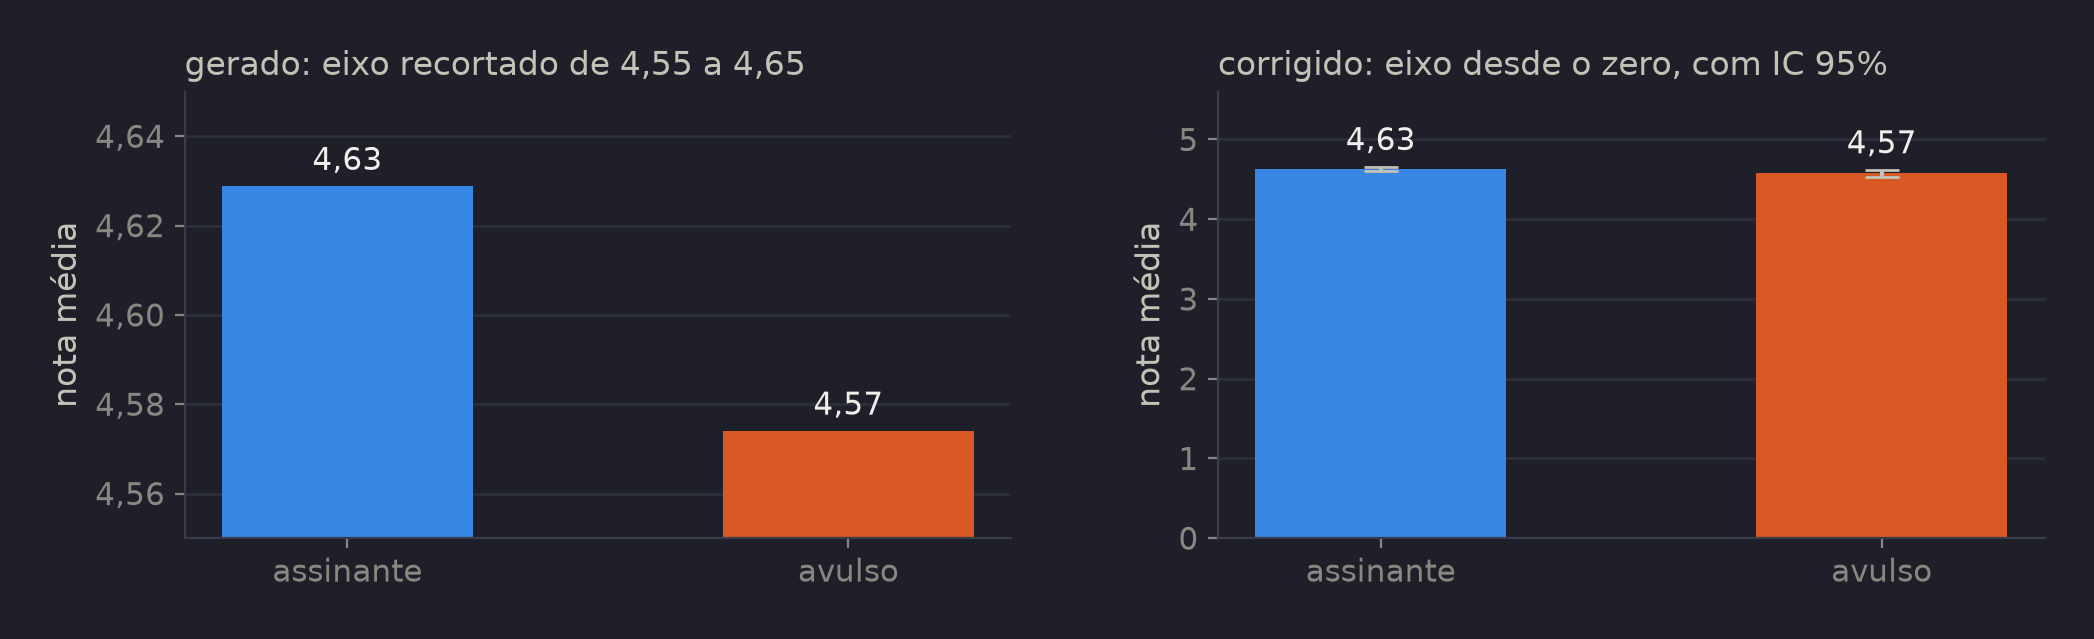 gerado: eixo recortado de 4,55 a 4,65
nota média
4,64
4,62
4,60
4,58
4,56
4,63
4,57
assinante
avulso
corrigido: eixo desde o zero, com IC 95%
nota média
5
4
3
2
1
0
4,63
4,57
assinante
avulso